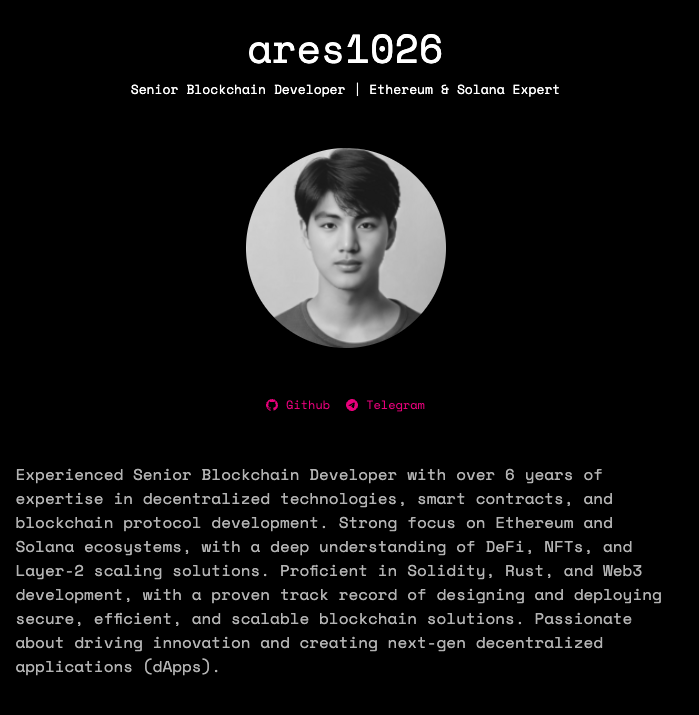 ares1026
Senior Blockchain Developer | Ethereum & Solana Expert
Github Telegram
Experienced Senior Blockchain Developer with over 6 years of
expertise in decentralized technologies, smart contracts, and
blockchain protocol development. Strong focus on Ethereum and
Solana ecosystems, with a deep understanding of DeFi, NFTs, and
Layer-2 scaling solutions. Proficient in Solidity, Rust, and Web3
development, with a proven track record of designing and deploying
secure, efficient, and scalable blockchain solutions. Passionate
about driving innovation and creating next-gen decentralized
applications (dApps).